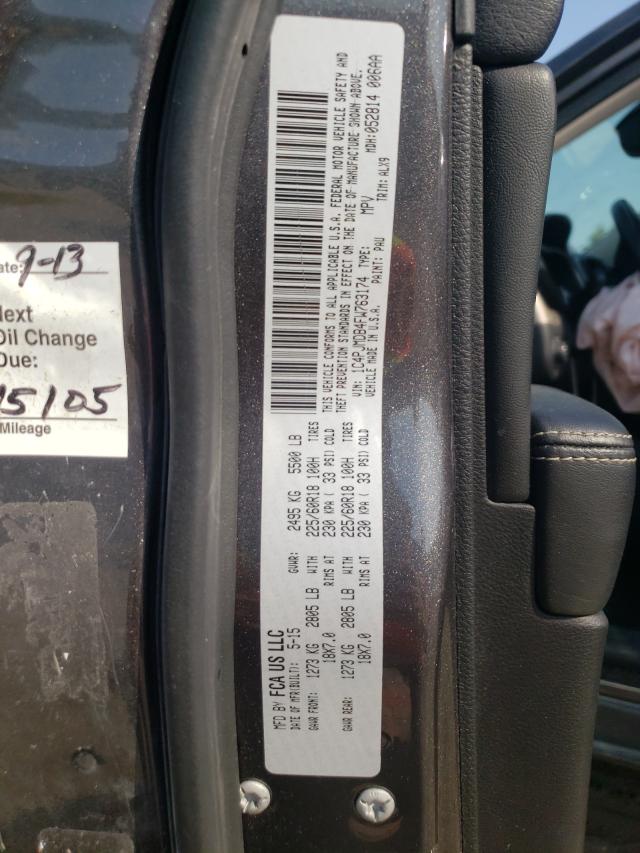 MFD BY FCA US LLC
DATE OF MFR(BUILT): 5-15 GVWR: 2495 KG 5500 LB
GAWR FRONT: 1273 KG 2805 LB WITH 225/60R18 100H TIRES
18X7.0 RIMS AT 230 KPA ( 33 PSI) COLD
GAWR REAR: 1273 KG 2805 LB WITH 225/60R18 100H TIRES
18X7.0 RIMS AT 230 KPA ( 33 PSI) COLD
THIS VEHICLE CONFORMS TO ALL APPLICABLE U.S.A. FEDERAL MOTOR VEHICLE SAFETY AND
THEFT PREVENTION STANDARDS IN EFFECT ON THE DATE OF MANUFACTURE SHOWN ABOVE.
VIN: 1C4PJMDB4FW763174 TYPE: MPV MDH:052814 006AA
VEHICLE MADE IN U.S.A. PAINT: PAU TRIM: ALX9
ate: 9-13
Next
Oil Change
Due:
15105
Mileage